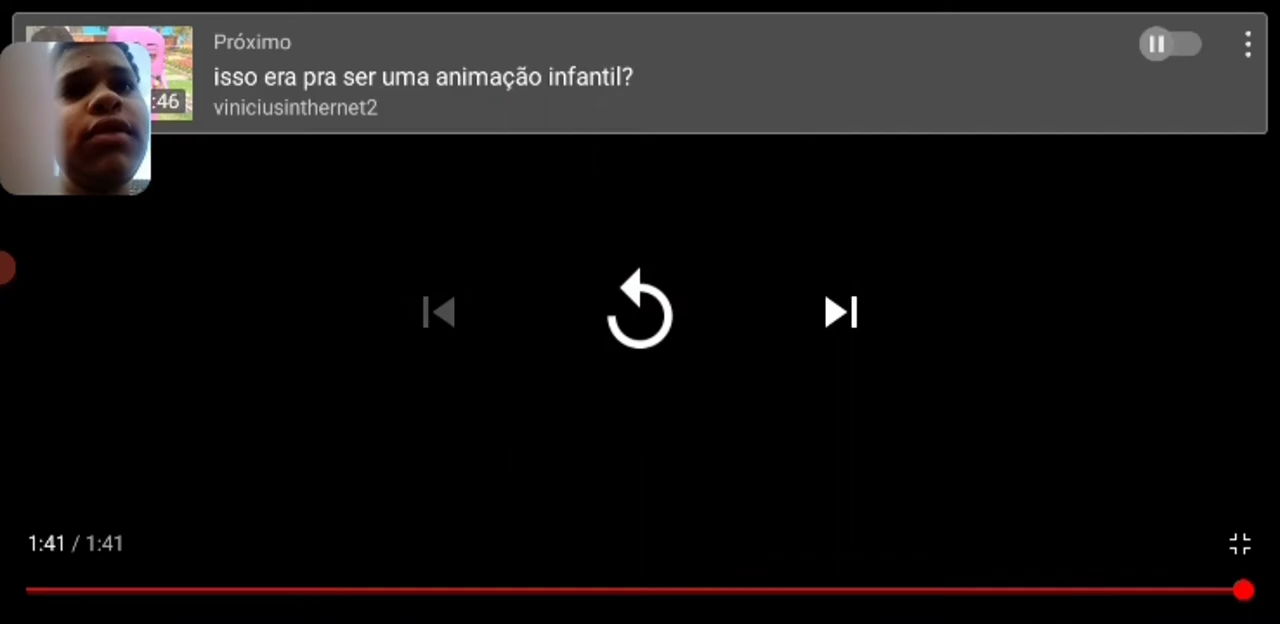 Próximo
isso era pra ser uma animação infantil?
viniciusinthernet2
:46
1:41 / 1:41